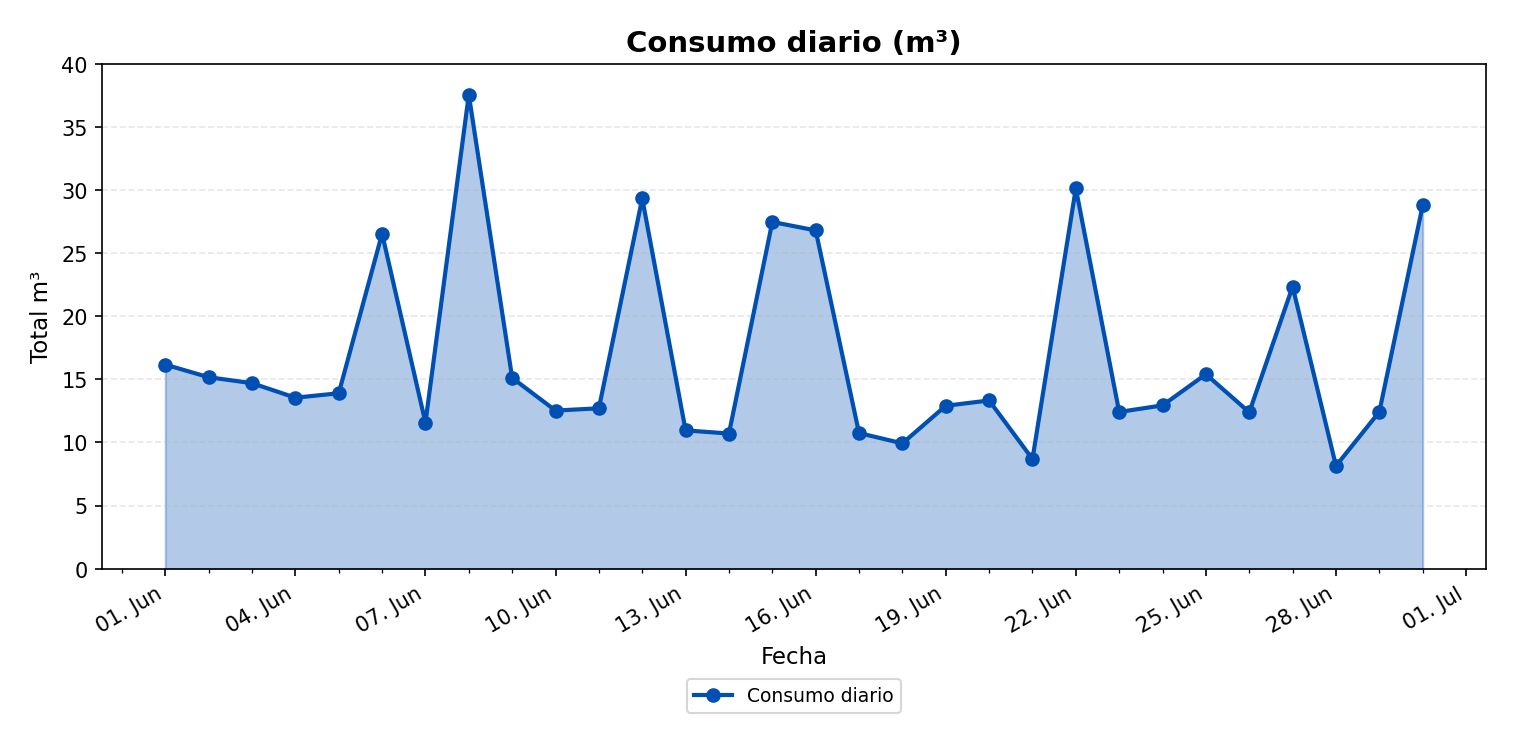 Consumo diario (m³)
Total m³
40
35
30
25
20
15
10
5
0
01. Jun
04. Jun
07. Jun
10. Jun
13. Jun
16. Jun
19. Jun
22. Jun
25. Jun
28. Jun
01. Jul
Fecha
Consumo diario